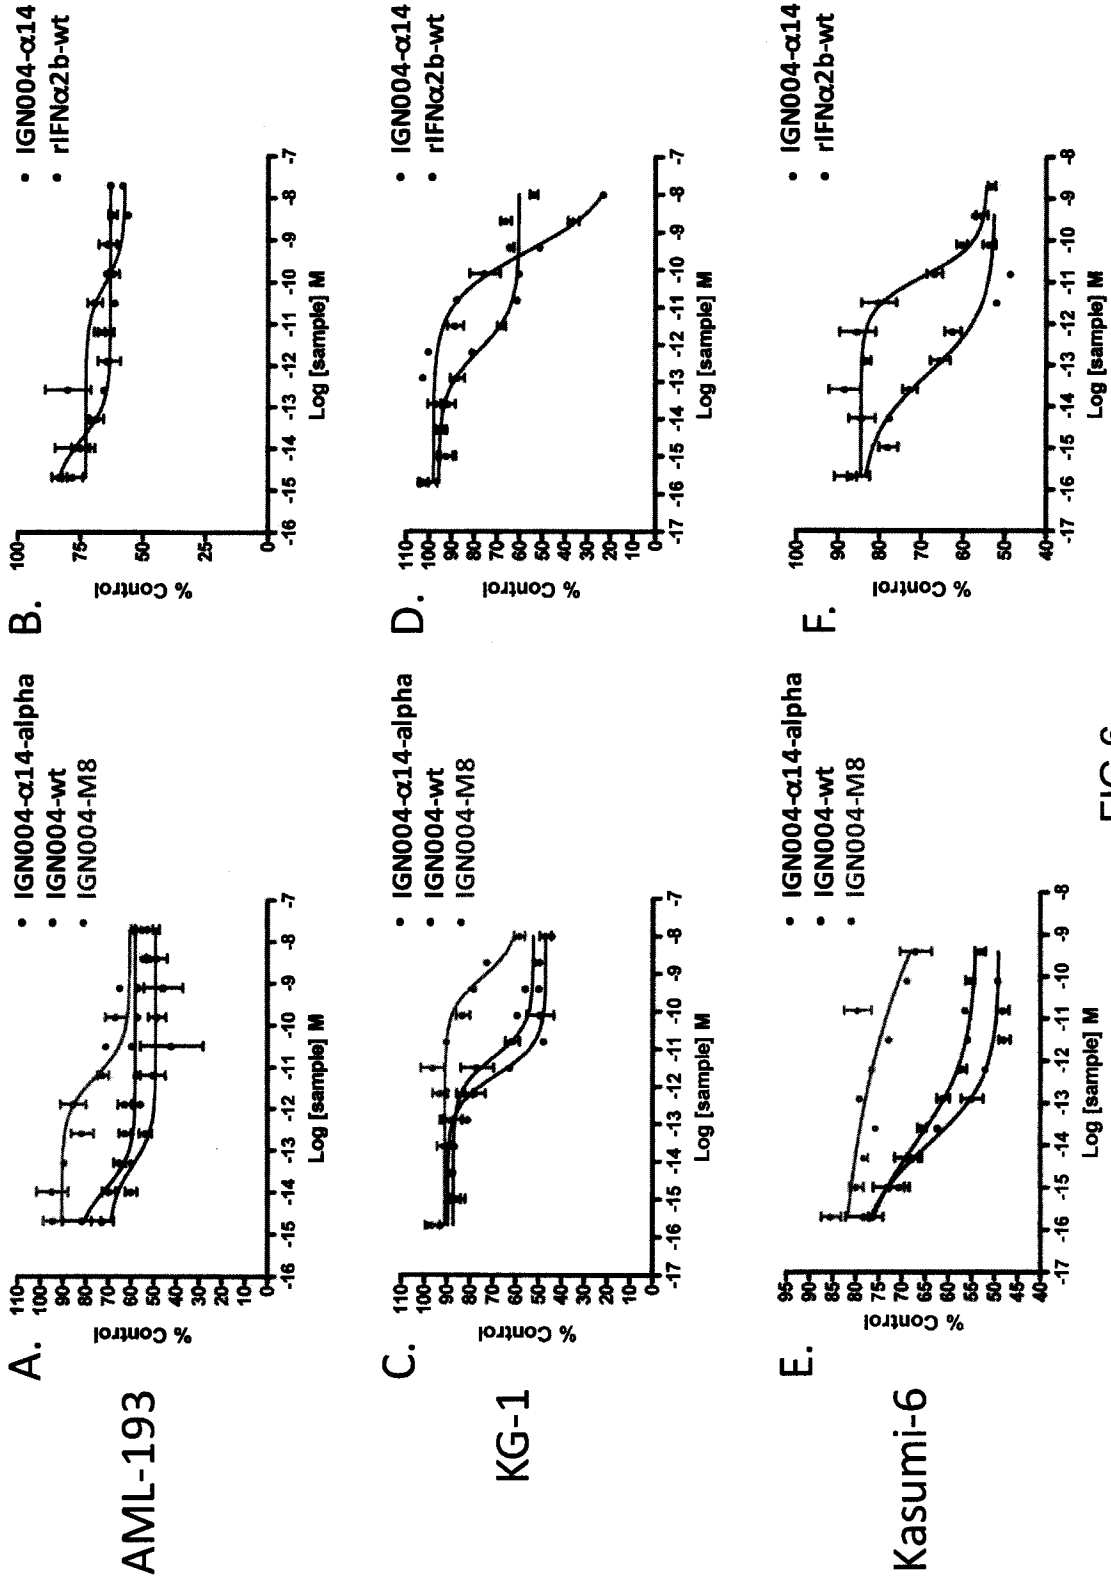 AML-193
A.
110
100
90
80
70
60
50
40
30
0
% Control
-16 -15 -14 -13 -12 -11 -10 -9 -8 -7
Log [sample] M
IGN004-α14-alpha
IGN004-wt
IGN004-M8
B.
100
75
50
25
0
% Control
-16 -15 -14 -13 -12 -11 -10 -9 -8 -7
Log [sample] M
IGN004-α14
rIFNα2b-wt
KG-1
C.
110
100
90
80
70
60
50
40
30
0
% Control
-17 -16 -15 -14 -13 -12 -11 -10 -9 -8 -7
Log [sample] M
IGN004-α14-alpha
IGN004-wt
IGN004-M8
D.
110
100
90
80
70
60
50
40
30
0
% Control
-17 -16 -15 -14 -13 -12 -11 -10 -9 -8 -7
Log [sample] M
IGN004-α14
rIFNα2b-wt
Kasumi-6
E.
95
90
85
80
75
70
65
60
55
50
45
40
% Control
-17 -16 -15 -14 -13 -12 -11 -10 -9 -8
Log [sample] M
IGN004-α14-alpha
IGN004-wt
IGN004-M8
F.
100
90
80
70
60
50
40
% Control
-17 -16 -15 -14 -13 -12 -11 -10 -9 -8
Log [sample] M
IGN004-α14
rIFNα2b-wt